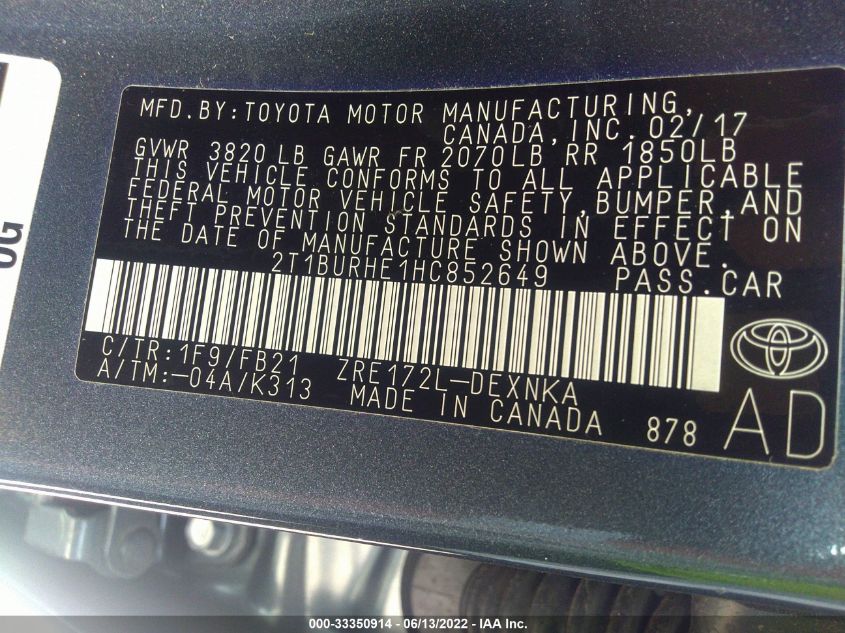 MFD.BY:TOYOTA MOTOR MANUFACTURING,
CANADA,INC.02/17
GVWR 3820 LB GAWR FR 2070LB RR 1850LB
THIS VEHICLE CONFORMS TO ALL APPLICABLE
FEDERAL MOTOR VEHICLE SAFETY,BUMPER,AND
THEFT PREVENTION STANDARDS IN EFFECT ON
THE DATE OF MANUFACTURE SHOWN ABOVE.
2T1BURHE1HC852649 PASS.CAR
C/TR:1F9/FB21 ZRE172L-DEXNKA
A/TM:-04A/K313 MADE IN CANADA 878 AD
000-33350914 - 06/13/2022 - IAA Inc.